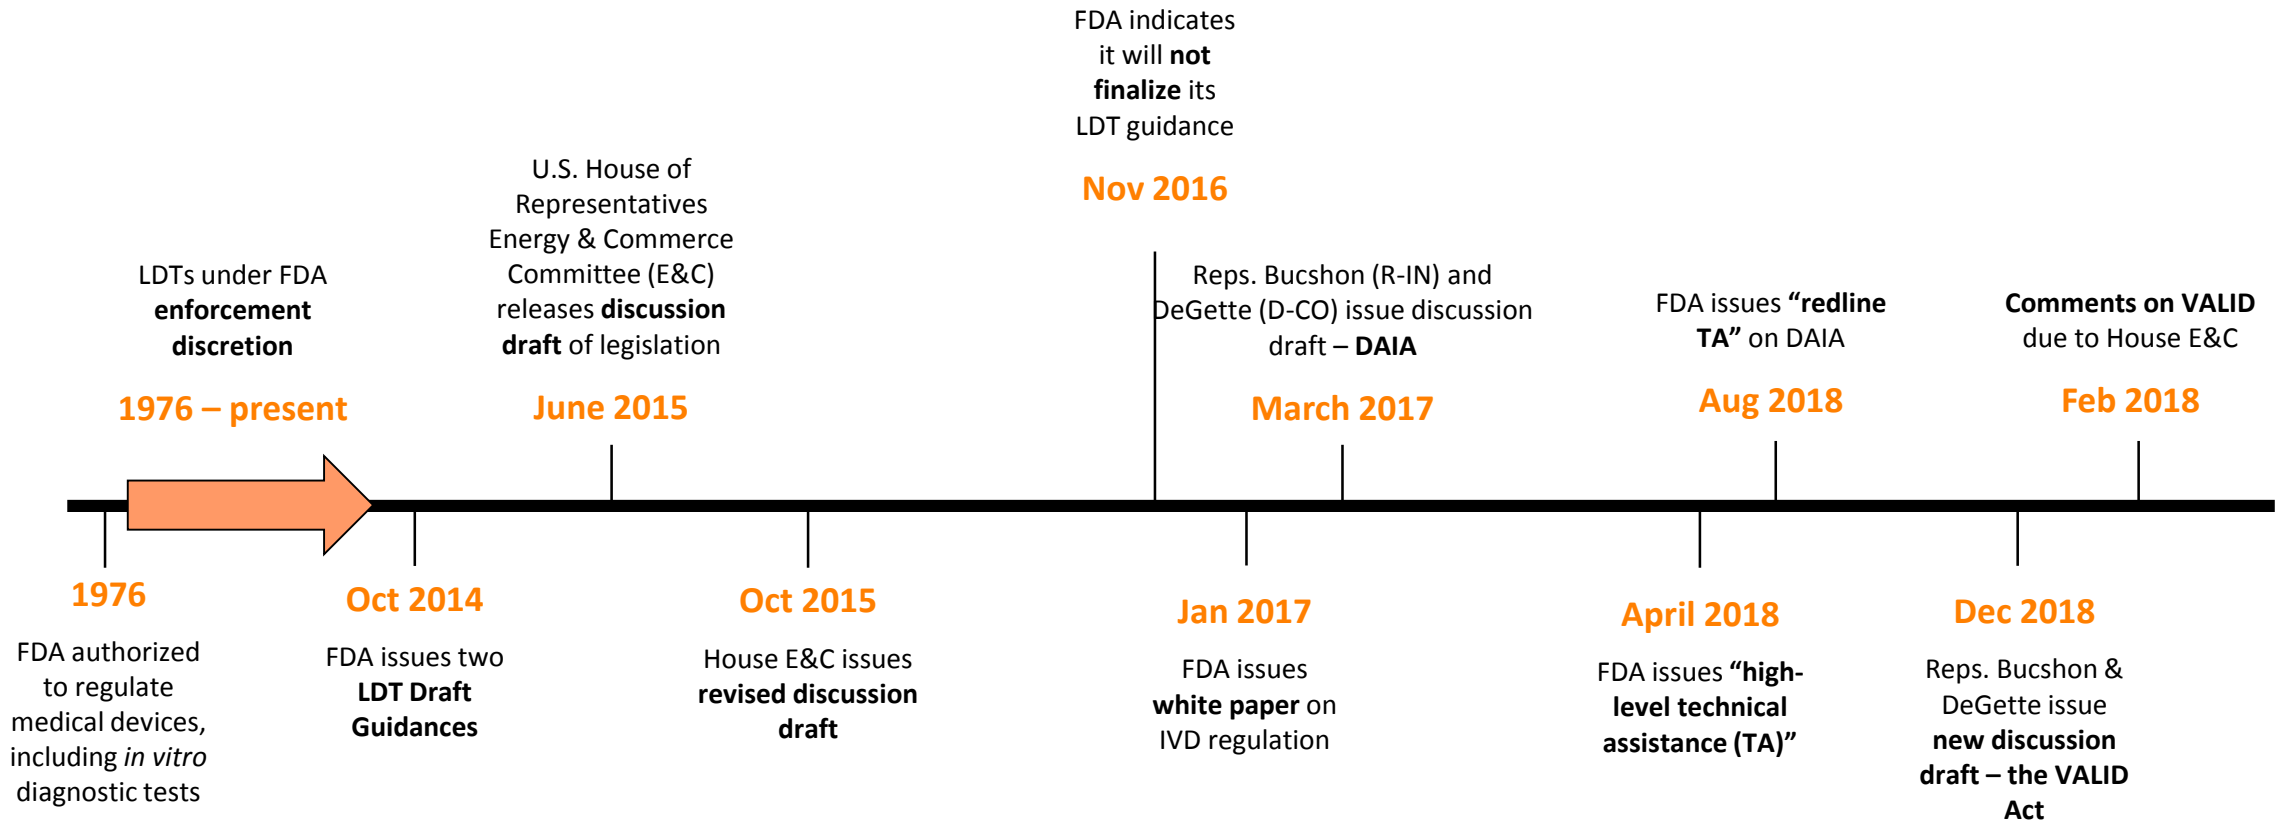 FDA indicates
it will not
finalize its
LDT guidance
Nov 2016
U.S. House of
Representatives
Energy & Commerce
Committee (E&C)
releases discussion
draft of legislation
June 2015
LDTs under FDA
enforcement
discretion
1976 – present
Reps. Bucshon (R-IN) and
DeGette (D-CO) issue discussion
draft – DAIA
March 2017
FDA issues “redline
TA” on DAIA
Aug 2018
Comments on VALID
due to House E&C
Feb 2018
1976
FDA authorized
to regulate
medical devices,
including in vitro
diagnostic tests
Oct 2014
FDA issues two
LDT Draft
Guidances
Oct 2015
House E&C issues
revised discussion
draft
Jan 2017
FDA issues
white paper on
IVD regulation
April 2018
FDA issues “high-
level technical
assistance (TA)”
Dec 2018
Reps. Bucshon &
DeGette issue
new discussion
draft – the VALID
Act